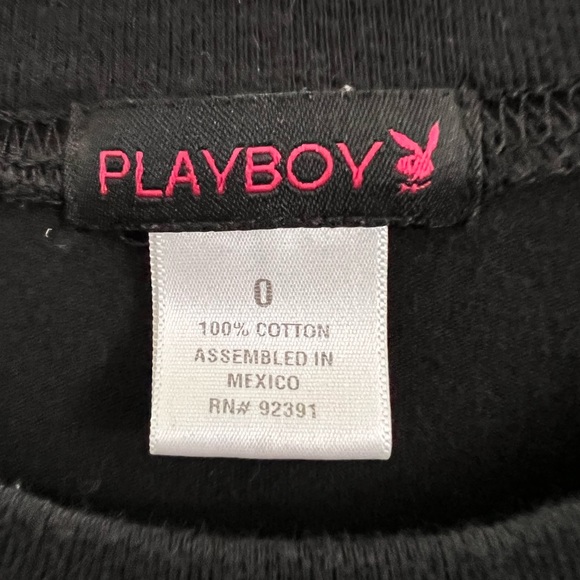 PLAYBOY
0
100% COTTON
ASSEMBLED IN
MEXICO
RN# 92391